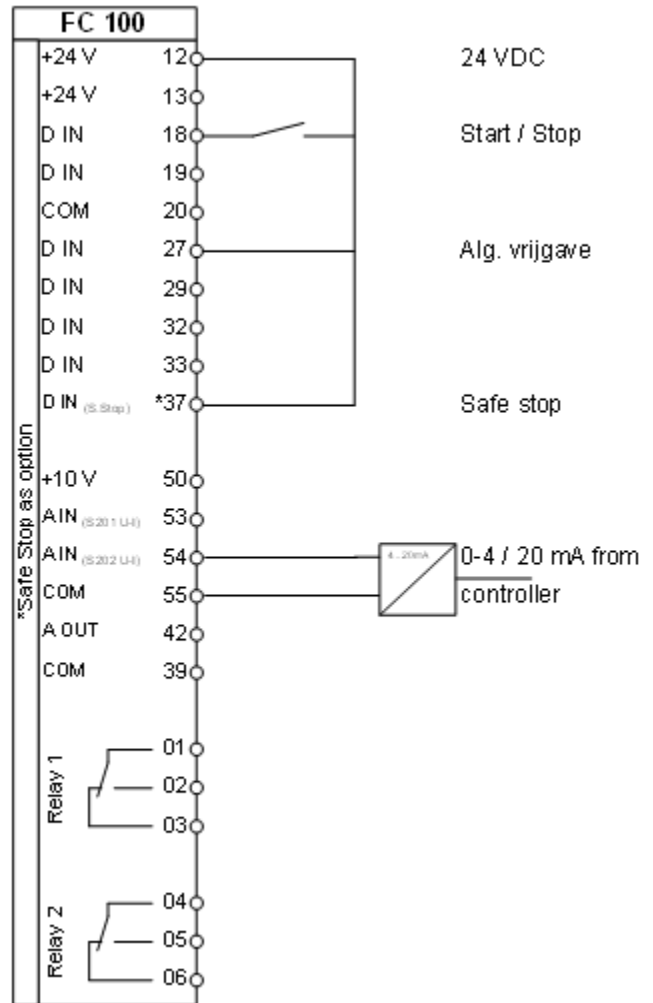 FC 100
+24 V 12 24 VDC
+24 V 13
D IN 18 Start / Stop
D IN 19
COM 20
D IN 27 Alg. vrijgave
D IN 29
D IN 32
D IN 33
D IN (S.Stop) *37 Safe stop
*Safe Stop as option
+10 V 50
A IN (S201 U-I) 53
A IN (S202 U-I) 54 4 .. 20mA 0-4 / 20 mA from
COM 55 controller
A OUT 42
COM 39
Relay 1
01
02
03
Relay 2
04
05
06